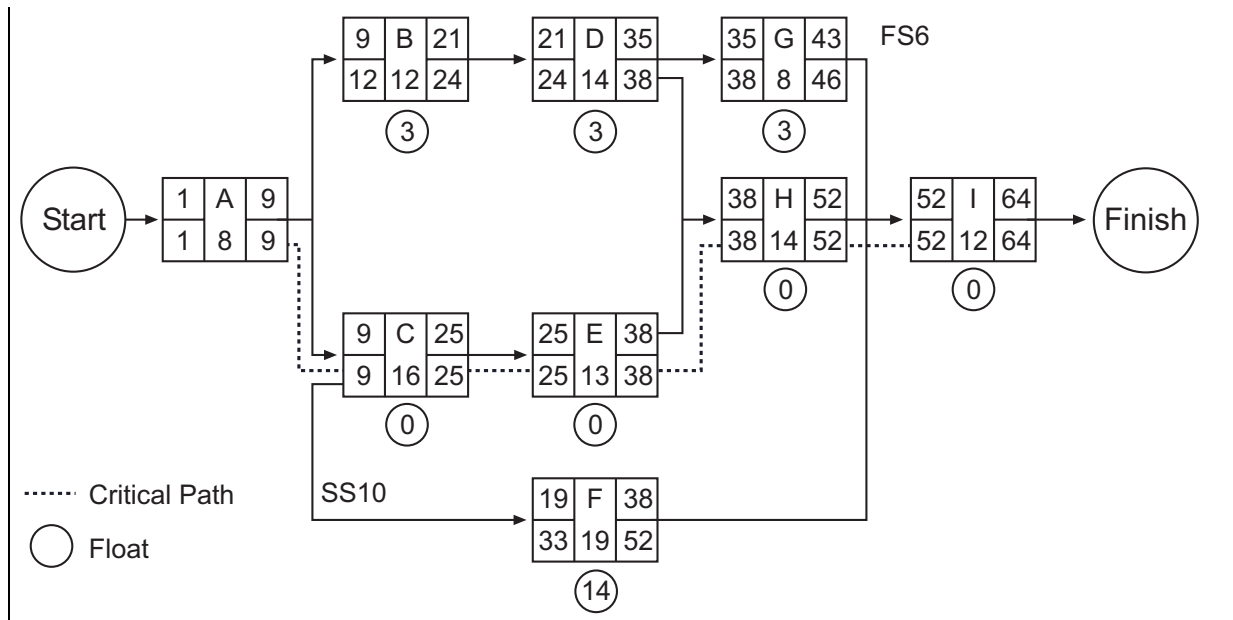 9 B 21
12 12 24
3
21 D 35
24 14 38
3
35 G 43
38 8 46
3
FS6
Start
1 A 9
1 8 9
38 H 52
38 14 52
0
52 I 64
52 12 64
0
Finish
9 C 25
9 16 25
0
25 E 38
25 13 38
0
SS10
19 F 38
33 19 52
14
Critical Path
Float